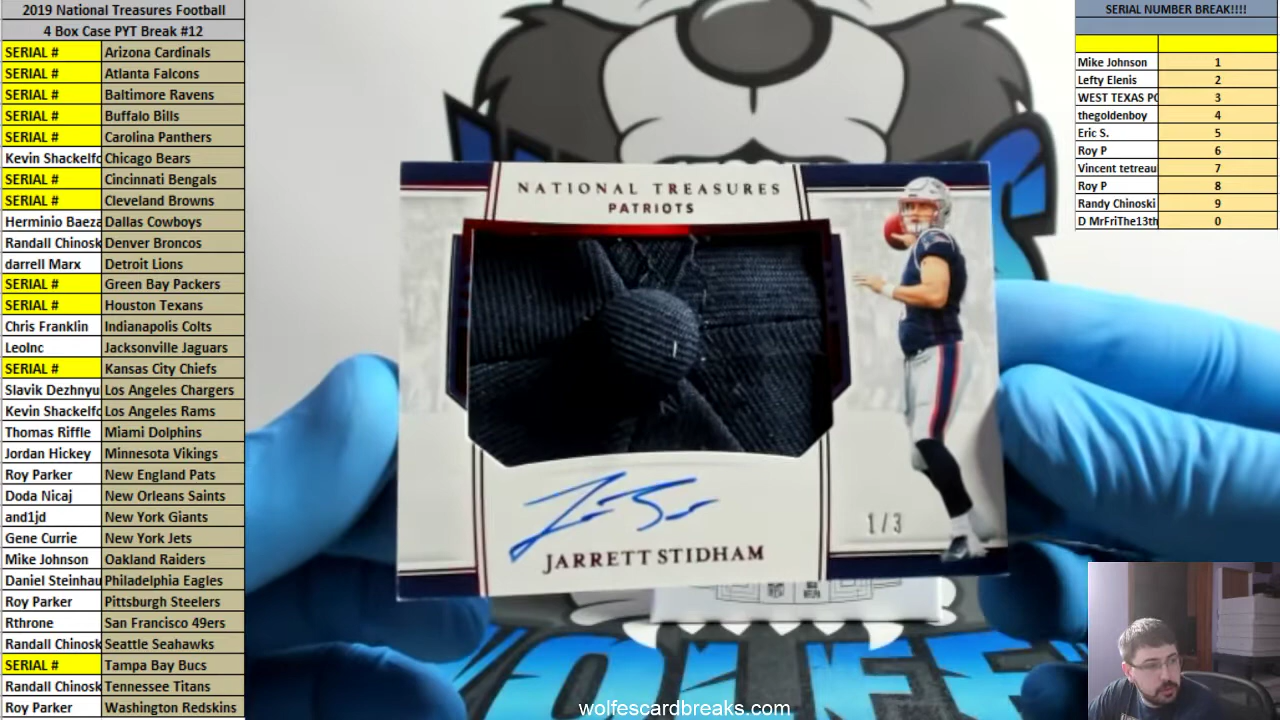 2019 National Treasures Football
4 Box Case PYT Break #12
SERIAL # Arizona Cardinals
SERIAL # Atlanta Falcons
SERIAL # Baltimore Ravens
SERIAL # Buffalo Bills
SERIAL # Carolina Panthers
Kevin Shackelfo Chicago Bears
SERIAL # Cincinnati Bengals
SERIAL # Cleveland Browns
Herminio Baeza Dallas Cowboys
Randall Chinosk Denver Broncos
darrell Marx Detroit Lions
SERIAL # Green Bay Packers
SERIAL # Houston Texans
Chris Franklin Indianapolis Colts
LeoInc Jacksonville Jaguars
SERIAL # Kansas City Chiefs
Slavik Dezhnyu Los Angeles Chargers
Kevin Shackelfo Los Angeles Rams
Thomas Riffle Miami Dolphins
Jordan Hickey Minnesota Vikings
Roy Parker New England Pats
Doda Nicaj New Orleans Saints
and1jd New York Giants
Gene Currie New York Jets
Mike Johnson Oakland Raiders
Daniel Steinhau Philadelphia Eagles
Roy Parker Pittsburgh Steelers
Rthrone San Francisco 49ers
Randall Chinosk Seattle Seahawks
SERIAL # Tampa Bay Bucs
Randall Chinosk Tennessee Titans
Roy Parker Washington Redskins
NATIONAL TREASURES
PATRIOTS
1/3
JARRETT STIDHAM
WOLFE
wolfescardbreaks.com
SERIAL NUMBER BREAK!!!!
Mike Johnson 1
Lefty Elenis 2
WEST TEXAS PO 3
thegoldenboy 4
Eric S. 5
Roy P 6
Vincent tetreau 7
Roy P 8
Randy Chinoski 9
D MrFriThe13th 0